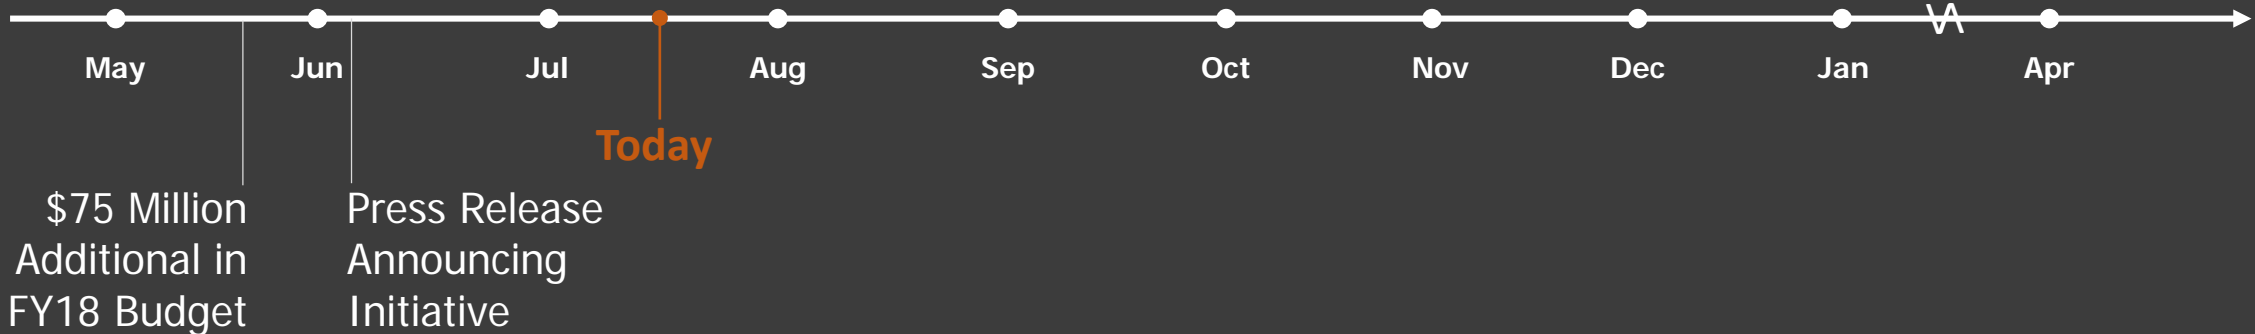 May Jun Jul Aug Sep Oct Nov Dec Jan Apr
Today
$75 Million
Additional in
FY18 Budget
Press Release
Announcing
Initiative